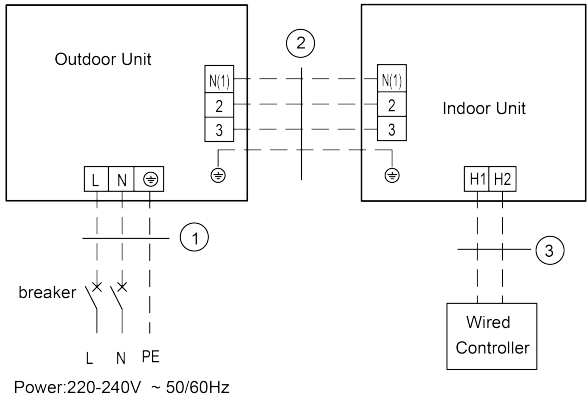 Outdoor Unit
Indoor Unit
N(1)
2
3
N(1)
2
3
2
L N
H1 H2
1
3
breaker
L N PE
Wired
Controller
Power:220-240V ~ 50/60Hz